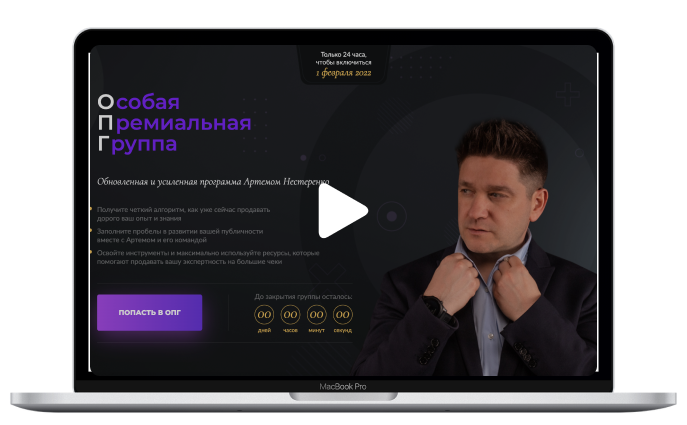 Только 24 часа,
чтобы включиться
1 февраля 2022
Особая
Премиальная
Группа
Обновленная и усиленная программа Артемом Нестеренко
Получите четкий алгоритм, как уже сейчас продавать
дорого ваш опыт и знания
Заполните пробелы в развитии вашей публичности
вместе с Артемом и его командой
Освойте инструменты и максимально используйте ресурсы, которые
помогают продавать вашу экспертность на большие чеки
ПОПАСТЬ В ОПГ
До закрытия группы осталось:
00 00 00 00
дней часов минут секунд
MacBook Pro